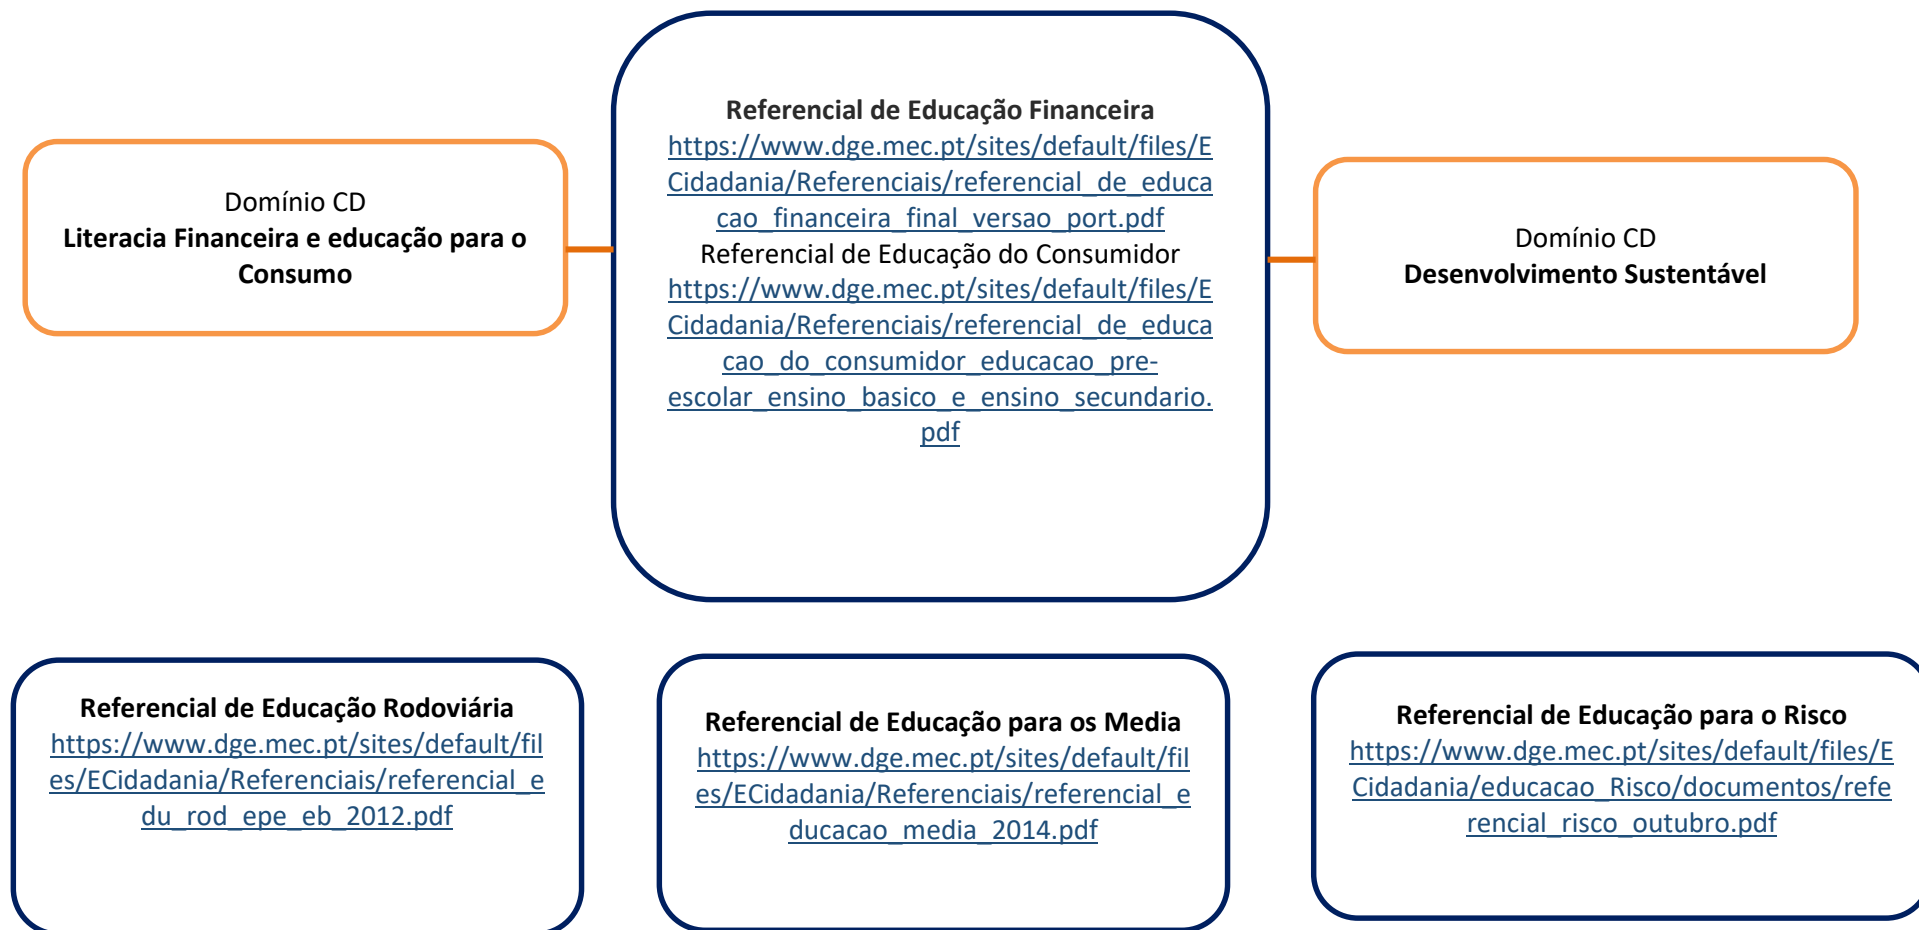 Domínio CD
Literacia Financeira e educação para o
Consumo
Referencial de Educação Financeira
https://www.dge.mec.pt/sites/default/files/E
Cidadania/Referenciais/referencial_de_educa
cao_financeira_final_versao_port.pdf
Referencial de Educação do Consumidor
https://www.dge.mec.pt/sites/default/files/E
Cidadania/Referenciais/referencial_de_educa
cao_do_consumidor_educacao_pre-
escolar_ensino_basico_e_ensino_secundario.
pdf
Domínio CD
Desenvolvimento Sustentável
Referencial de Educação Rodoviária
https://www.dge.mec.pt/sites/default/fil
es/ECidadania/Referenciais/referencial_e
du_rod_epe_eb_2012.pdf
Referencial de Educação para os Media
https://www.dge.mec.pt/sites/default/fil
es/ECidadania/Referenciais/referencial_e
ducacao_media_2014.pdf
Referencial de Educação para o Risco
https://www.dge.mec.pt/sites/default/files/E
Cidadania/educacao_Risco/documentos/refe
rencial_risco_outubro.pdf